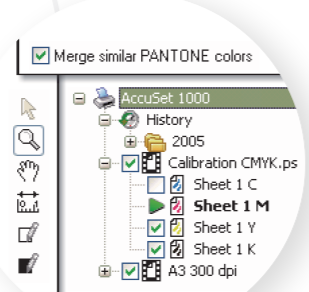 Merge similar PANTONE colors
AccuSet 1000
History
2005
Calibration CMYK.ps
Sheet 1 C
Sheet 1 M
Sheet 1 Y
Sheet 1 K
A3 300 dpi